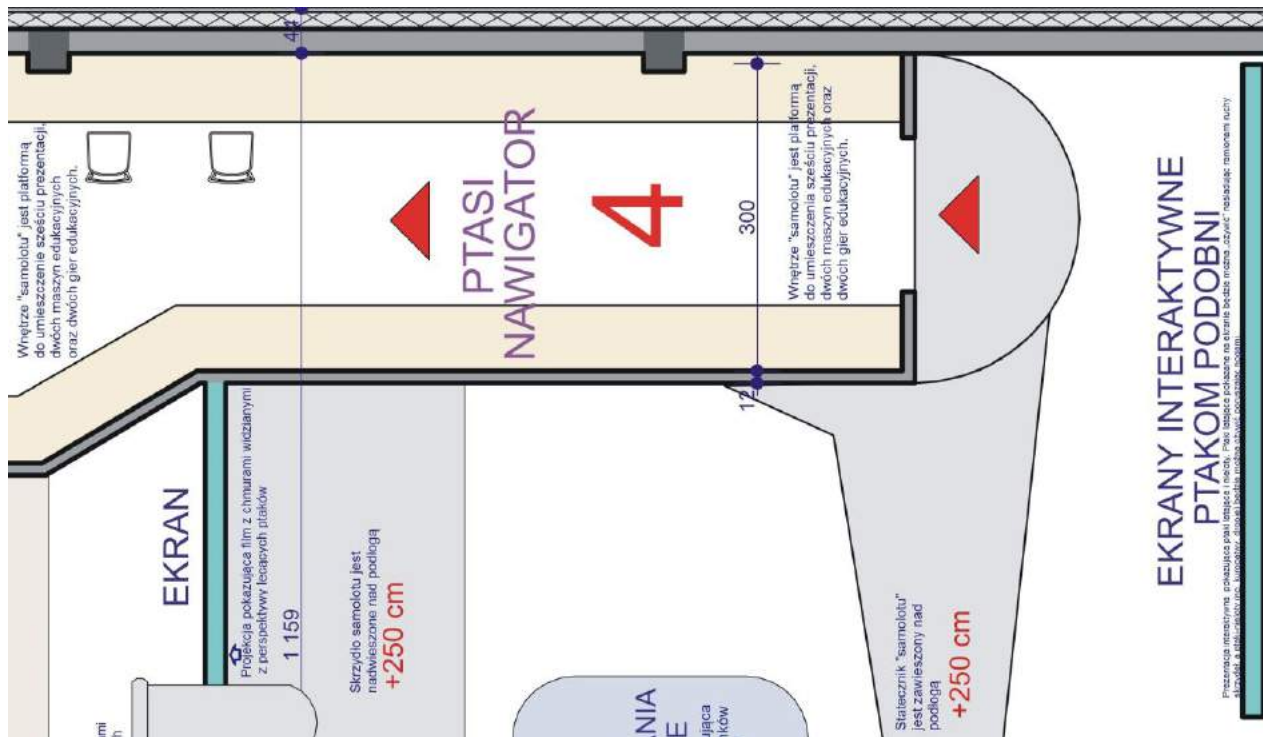 44
Wnętrze "samolotu" jest platformą
do umieszczenie sześciu prezentacji,
dwóch maszyn edukacyjnych
oraz dwóch gier edukacyjnych.
PTASI
NAWIGATOR
4
300
12
Wnętrze "samolotu" jest platformą
do umieszczenia sześciu prezentacji,
dwóch maszyn edukacyjnych oraz
dwóch gier edukacyjnych.
EKRAN
Projekcja pokazująca film z chmurami widzianymi
z perspektywy lecących ptaków
1 159
Skrzydło samolotu jest
nadwieszone nad podłogą
+250 cm
Statecznik "samolotu"
jest zawieszony nad
podłogą
+250 cm
EKRANY INTERAKTYWNE
PTAKOM PODOBNI